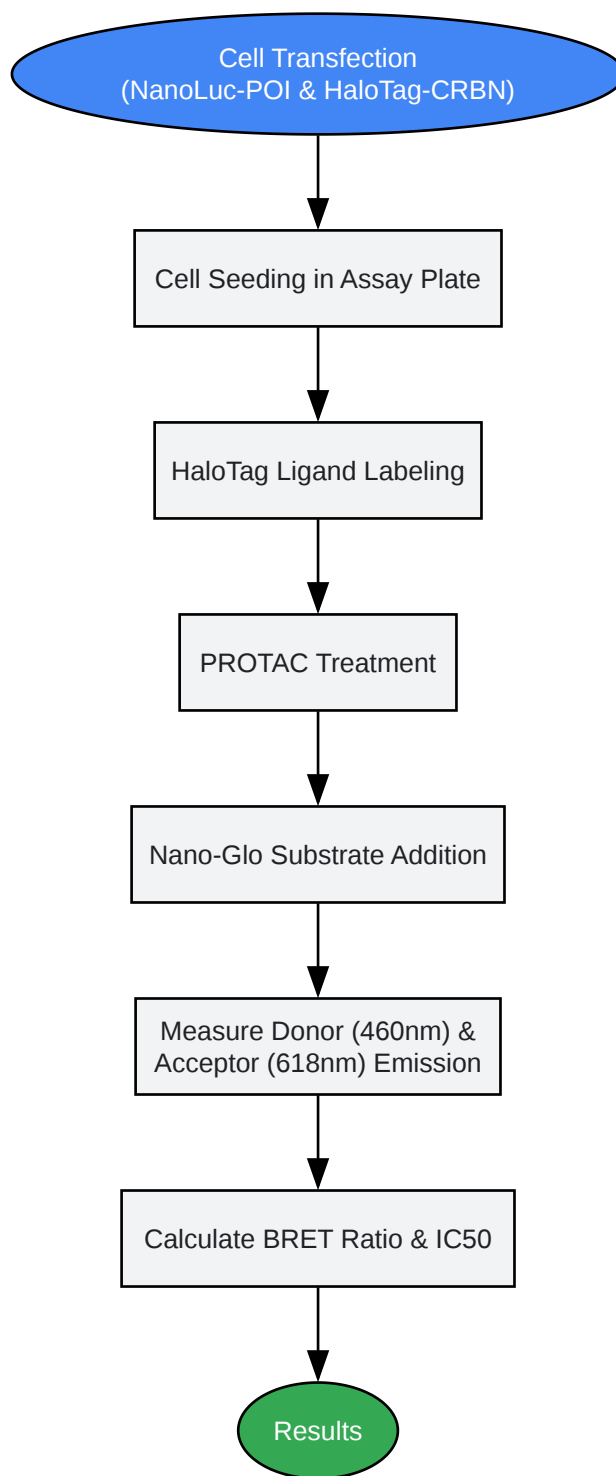 Cell Transfection
(NanoLuc-POI & HaloTag-CRBN)
Cell Seeding in Assay Plate
HaloTag Ligand Labeling
PROTAC Treatment
Nano-Glo Substrate Addition
Measure Donor (460nm) &
Acceptor (618nm) Emission
Calculate BRET Ratio & IC50
Results